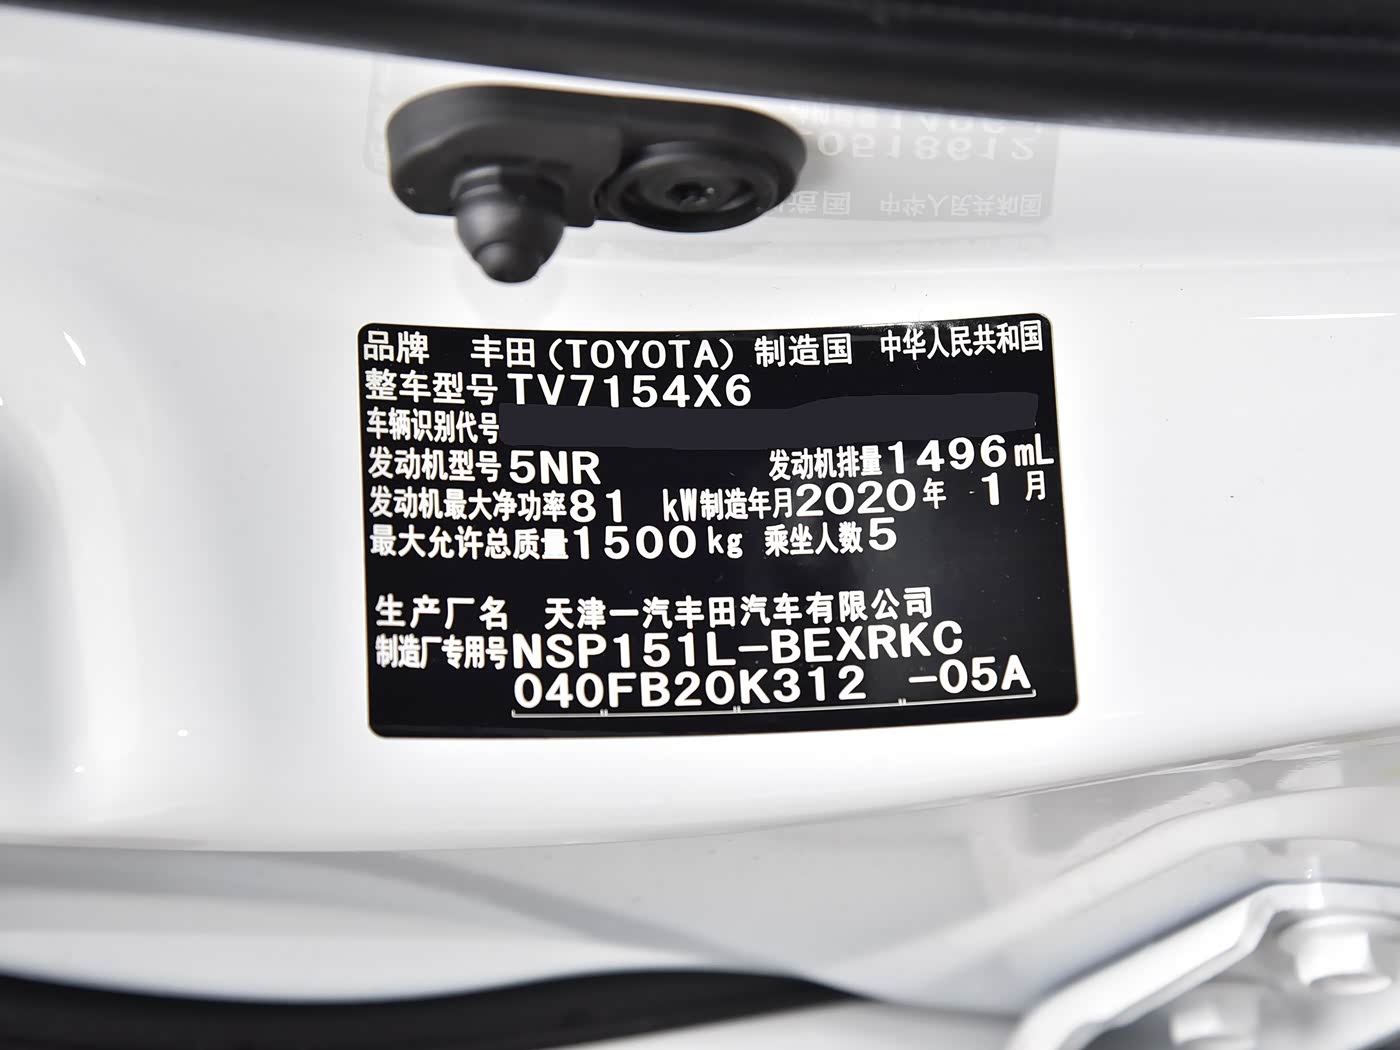 品牌 丰田(TOYOTA) 制造国 中华人民共和国
整车型号 TV7154X6
车辆识别代号
发动机型号 5NR 发动机排量 1496 mL
发动机最大净功率 81 kW 制造年月 2020年 1月
最大允许总质量 1500 kg 乘坐人数 5
生产厂名 天津一汽丰田汽车有限公司
制造厂专用号 NSP151L-BEXRKC
040FB20K312 -05A